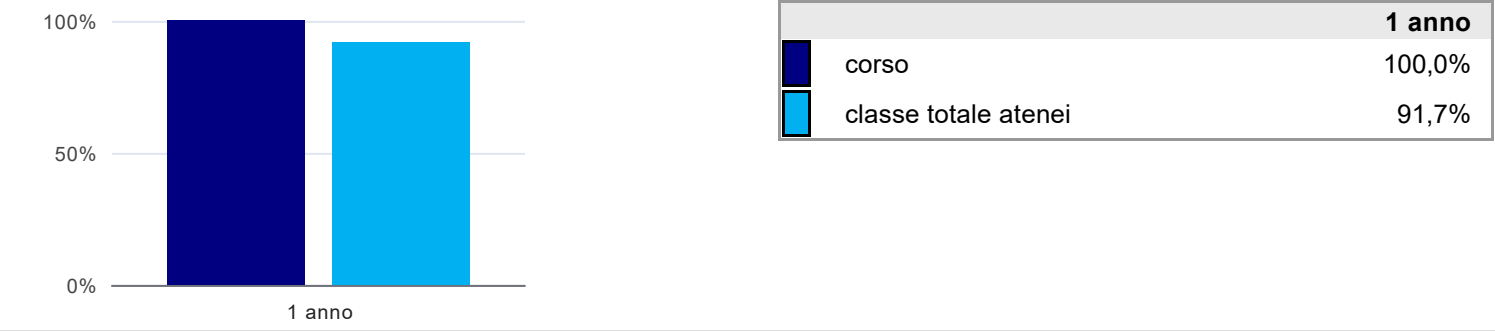 100%
50%
0%
1 anno
1 anno
corso 100,0%
classe totale atenei 91,7%